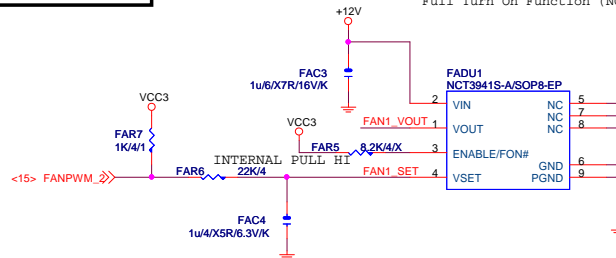 Full Turn On Function (N
+12V
FAC3
1u/6/X7R/16V/K
FADU1
NCT3941S-A/SOP8-EP
VCC3
FAR7
1K/4/1
2 VIN NC 5
NC 7
FAN1_VOUT 1 VOUT NC 8
VCC3
FAR5 8.2K/4/X 3 ENABLE/FON#
INTERNAL PULL HI
GND 6
<15> FANPWM_2 FAR6 22K/4 FAN1_SET 4 VSET PGND 9
FAC4
1u/4/X5R/6.3V/K